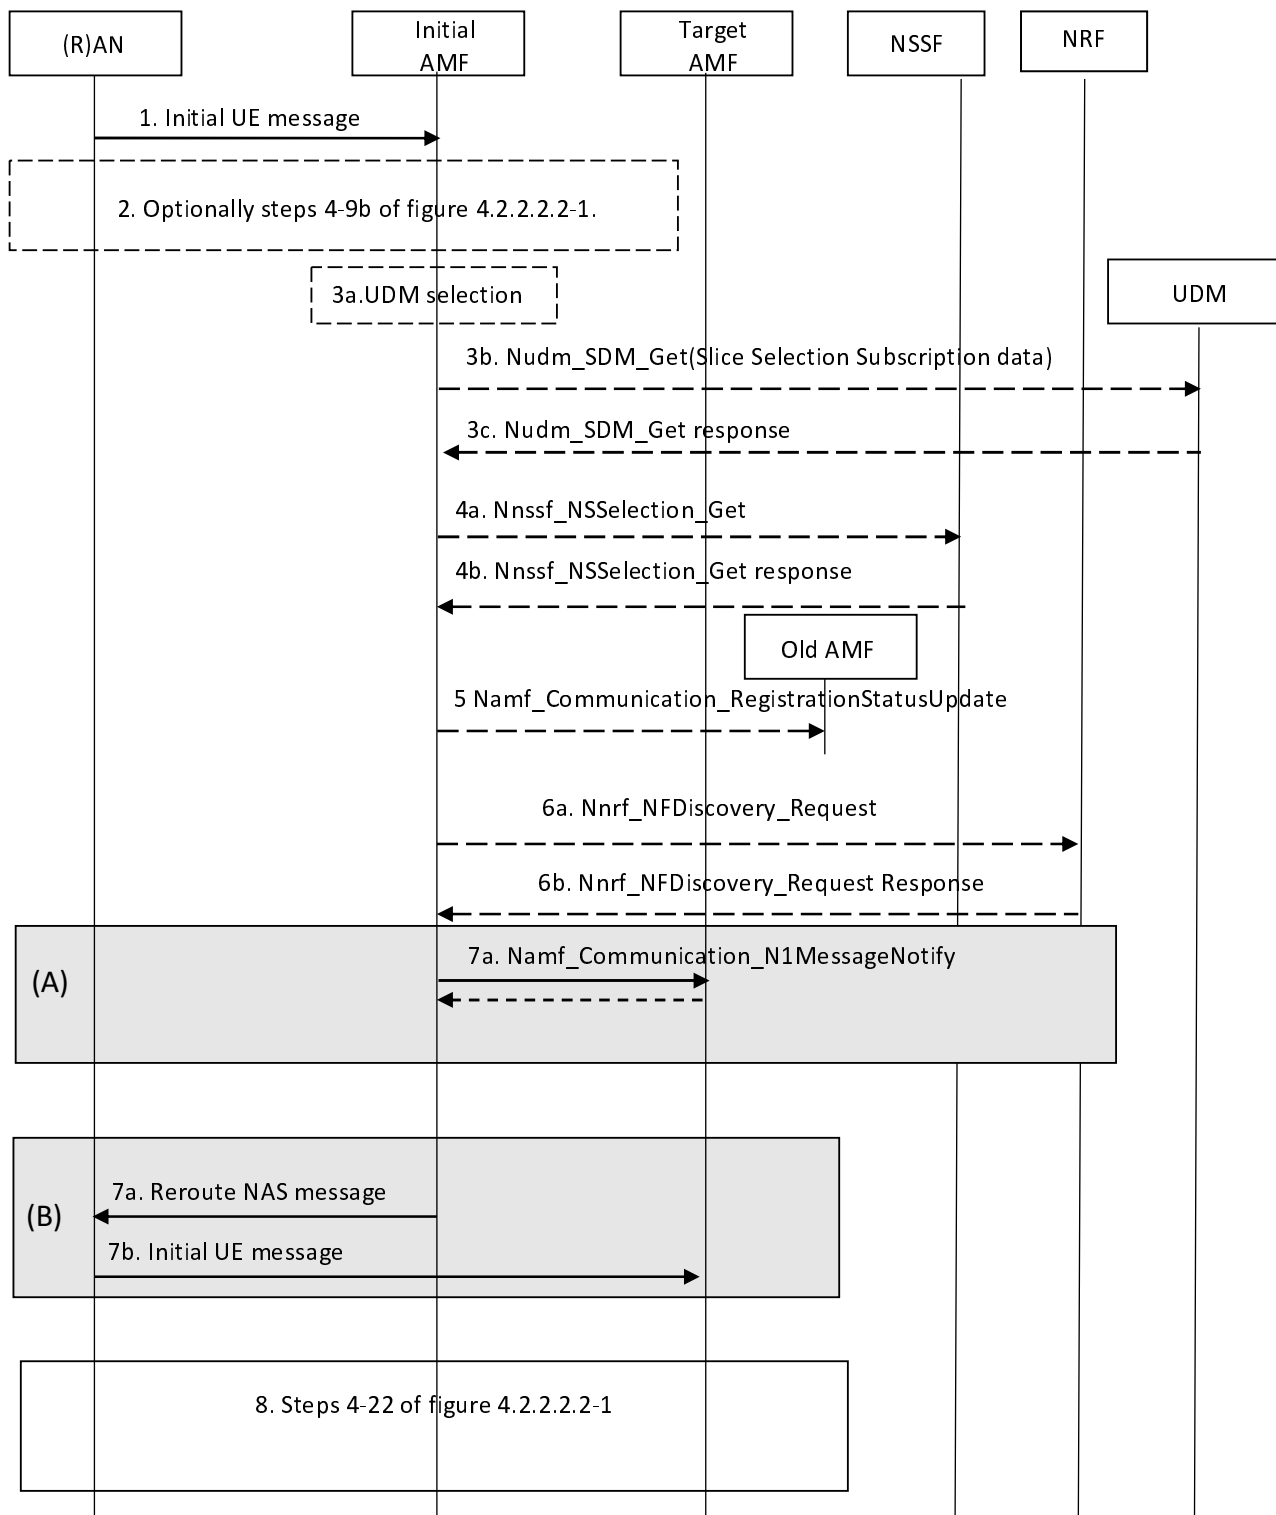 (R)AN
Initial
AMF
Target
AMF
NSSF
NRF
1. Initial UE message
2. Optionally steps 4-9b of figure 4.2.2.2.2-1.
3a.UDM selection
UDM
3b. Nudm_SDM_Get(Slice Selection Subscription data)
3c. Nudm_SDM_Get response
4a. Nnssf_NSSelection_Get
4b. Nnssf_NSSelection_Get response
Old AMF
5 Namf_Communication_RegistrationStatusUpdate
6a. Nnrf_NFDiscovery_Request
6b. Nnrf_NFDiscovery_Request Response
(A)
7a. Namf_Communication_N1MessageNotify
(B)
7a. Reroute NAS message
7b. Initial UE message
8. Steps 4-22 of figure 4.2.2.2.2-1